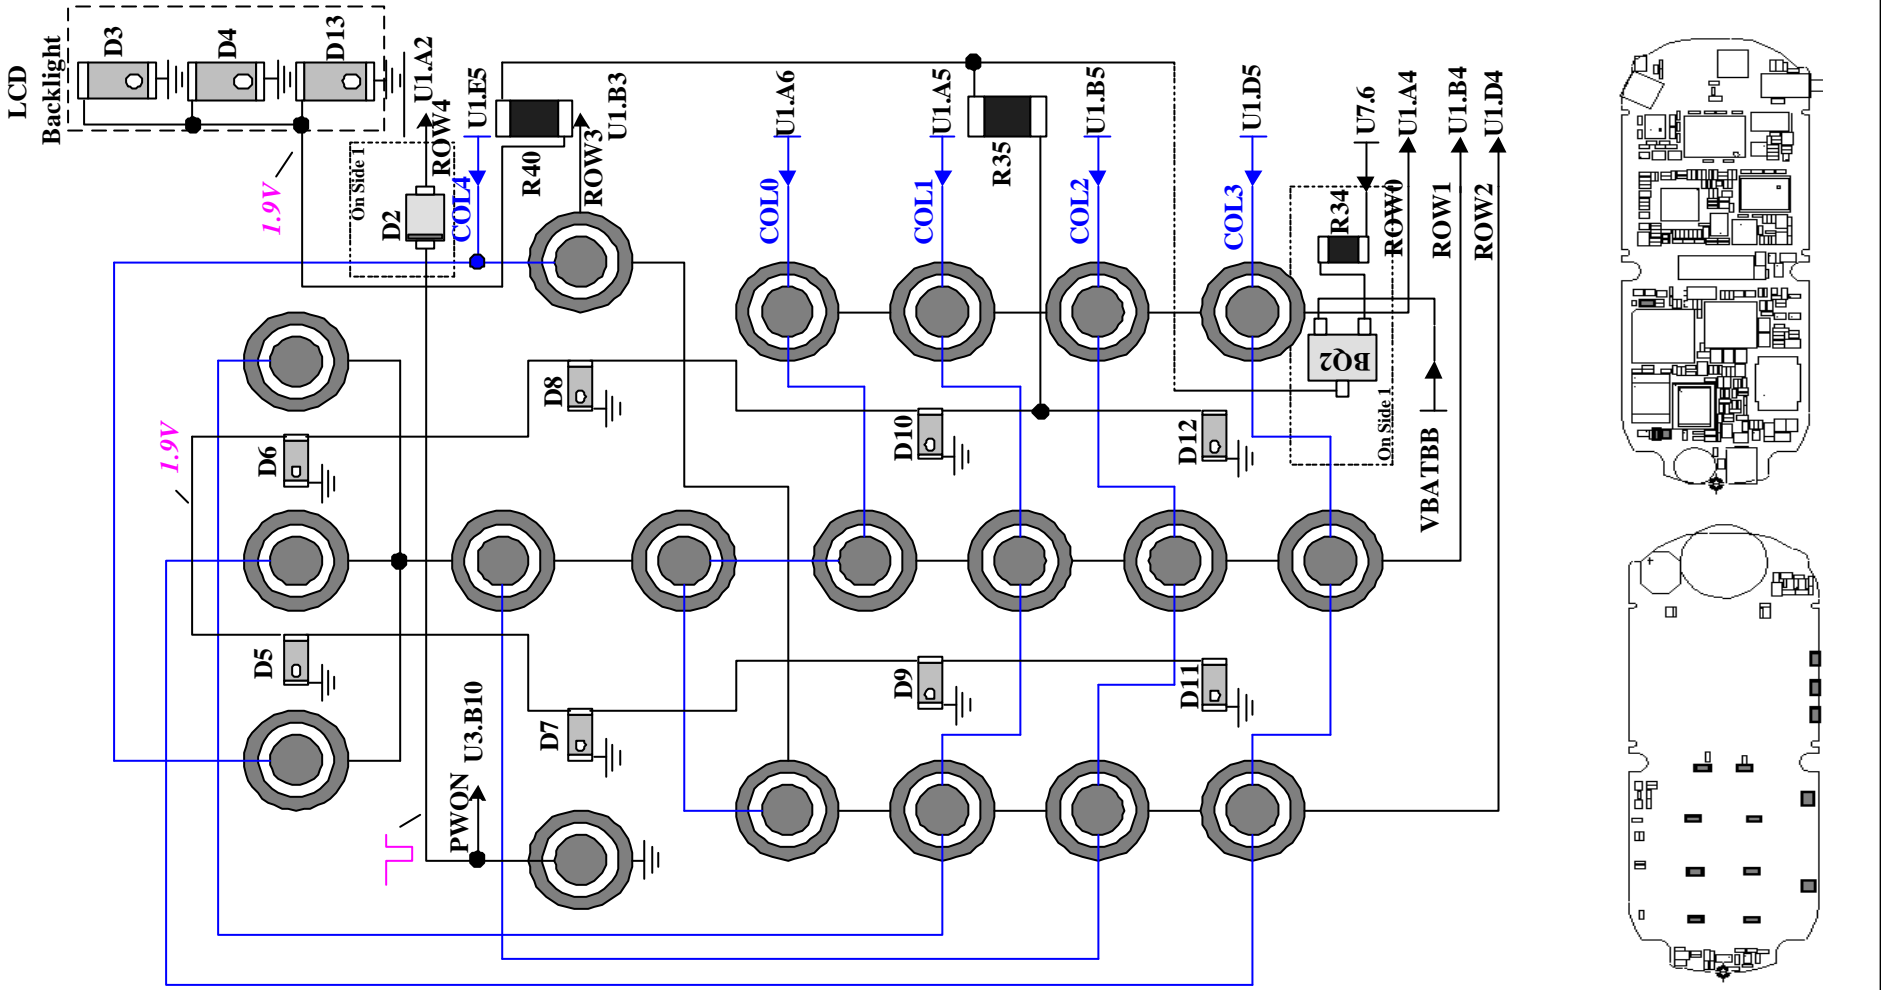 LCD
Backlight
D3
D4
D13
1.9V
U1.A2
ROW4
On Side 1
D2
U1.E5
COL4
R40
U1.B3
ROW3
U1.A6
COL0
U1.A5
COL1
R35
U1.B5
COL2
U1.D5
COL3
U7.6
R34
U1.A4
ROW0
U1.B4
ROW1
U1.D4
ROW2
BQ2
On Side 1
VBATBB
1.9V
D6
D8
D10
D12
D5
D7
D9
D11
U3.B10
PWON